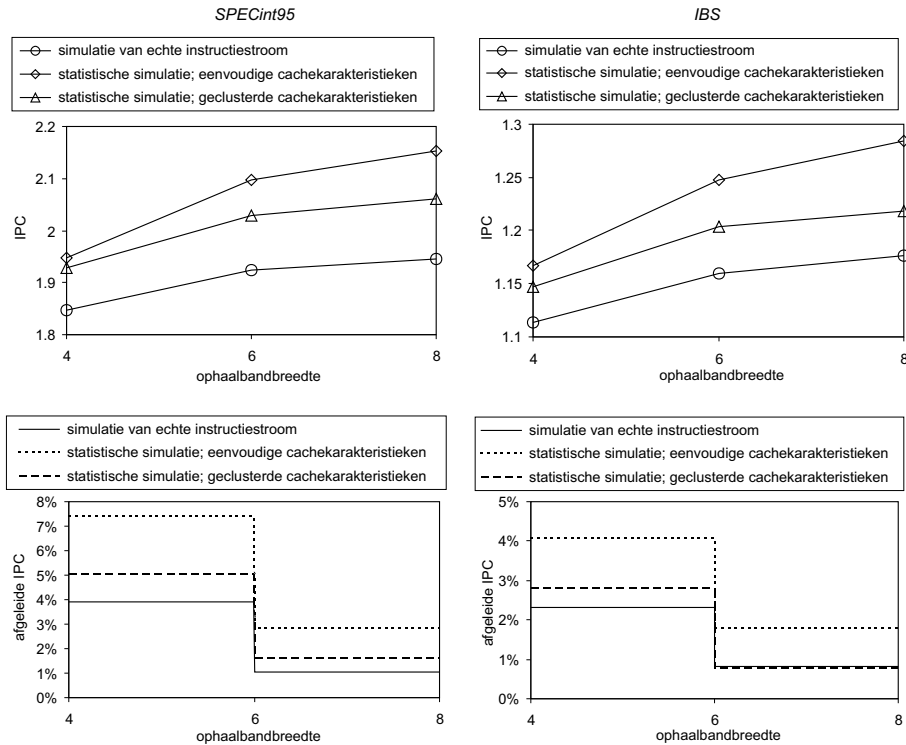 SPECint95
simulatie van echte instructiestroom
statistische simulatie; eenvoudige cachekarakteristieken
statistische simulatie; geclusterde cachekarakteristieken
2.2
2.1
2
1.9
1.8
IPC
4
6
8
ophaalbandbreedte
IBS
simulatie van echte instructiestroom
statistische simulatie; eenvoudige cachekarakteristieken
statistische simulatie; geclusterde cachekarakteristieken
1.3
1.25
1.2
1.15
1.1
IPC
4
6
8
ophaalbandbreedte
simulatie van echte instructiestroom
statistische simulatie; eenvoudige cachekarakteristieken
statistische simulatie; geclusterde cachekarakteristieken
8%
7%
6%
5%
4%
3%
2%
1%
0%
afgeleide IPC
4
6
8
ophaalbandbreedte
simulatie van echte instructiestroom
statistische simulatie; eenvoudige cachekarakteristieken
statistische simulatie; geclusterde cachekarakteristieken
5%
4%
3%
2%
1%
0%
afgeleide IPC
4
6
8
ophaalbandbreedte